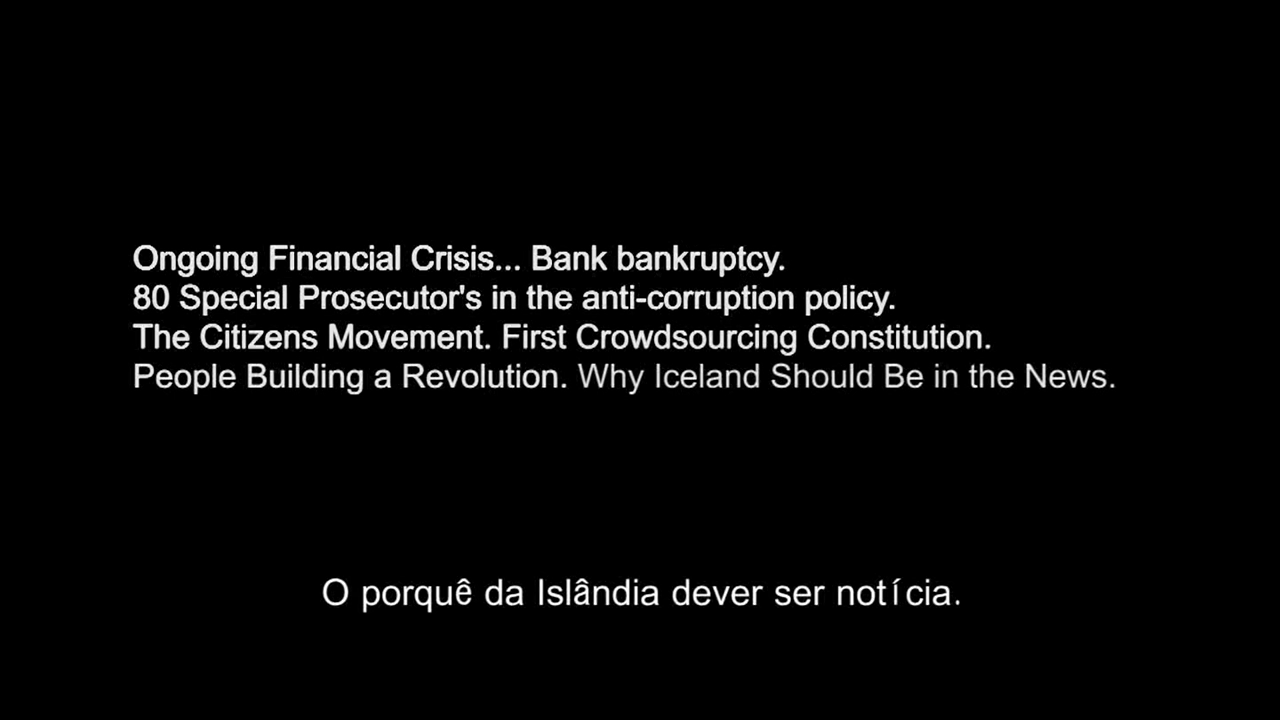 Ongoing Financial Crisis... Bank bankruptcy.
80 Special Prosecutor's in the anti-corruption policy.
The Citizens Movement. First Crowdsourcing Constitution.
People Building a Revolution. Why Iceland Should Be in the News.
O porquê da Islândia dever ser notícia.